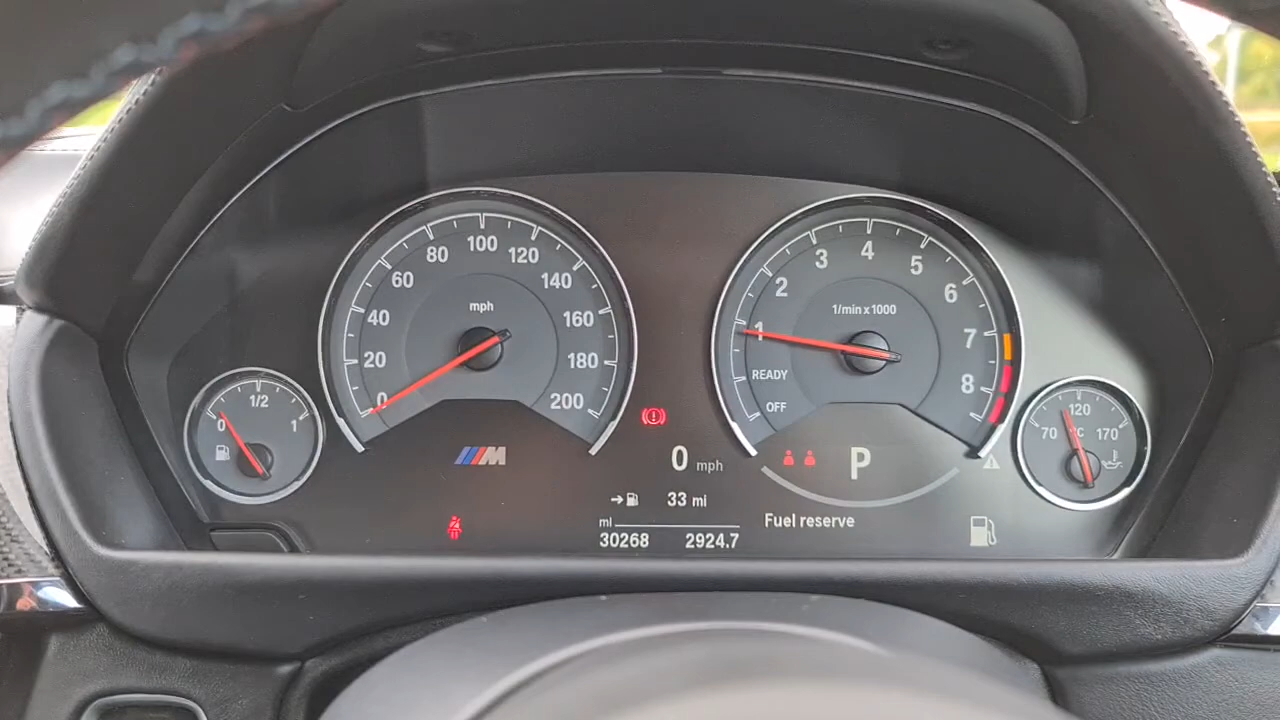 0
1/2
1
0
20
40
60
80
100
120
140
160
180
200
mph
M
0 mph
33 mi
mi
30268 2924.7
OFF
READY
1
2
3
4
5
6
7
8
1/min x 1000
P
Fuel reserve
70
120
170
°C